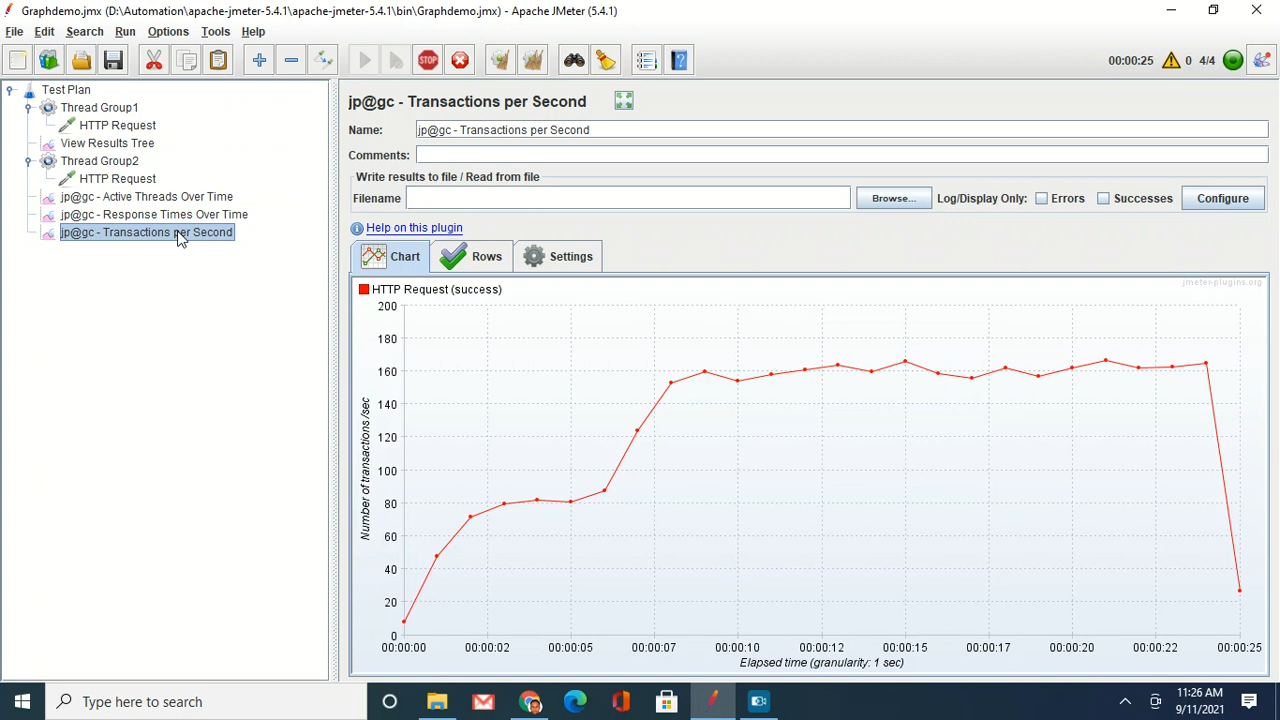 Graphdemo.jmx (D:\Automation\apache-jmeter-5.4.1\apache-jmeter-5.4.1\bin\Graphdemo.jmx) - Apache JMeter (5.4.1)
File Edit Search Run Options Tools Help
STOP
00:00:25 0 4/4
Test Plan
Thread Group1
HTTP Request
View Results Tree
Thread Group2
HTTP Request
jp@gc - Active Threads Over Time
jp@gc - Response Times Over Time
jp@gc - Transactions per Second
jp@gc - Transactions per Second
Name: jp@gc - Transactions per Second
Comments:
Write results to file / Read from file
Filename Browse... Log/Display Only: Errors Successes Configure
Help on this plugin
Chart Rows Settings
HTTP Request (success)
jmeter-plugins.org
200
180
160
140
120
100
80
60
40
20
0
Number of transactions /sec
00:00:00 00:00:02 00:00:05 00:00:07 00:00:10 00:00:12 00:00:15 00:00:17 00:00:20 00:00:22 00:00:25
Elapsed time (granularity: 1 sec)
Type here to search
11:26 AM
9/11/2021